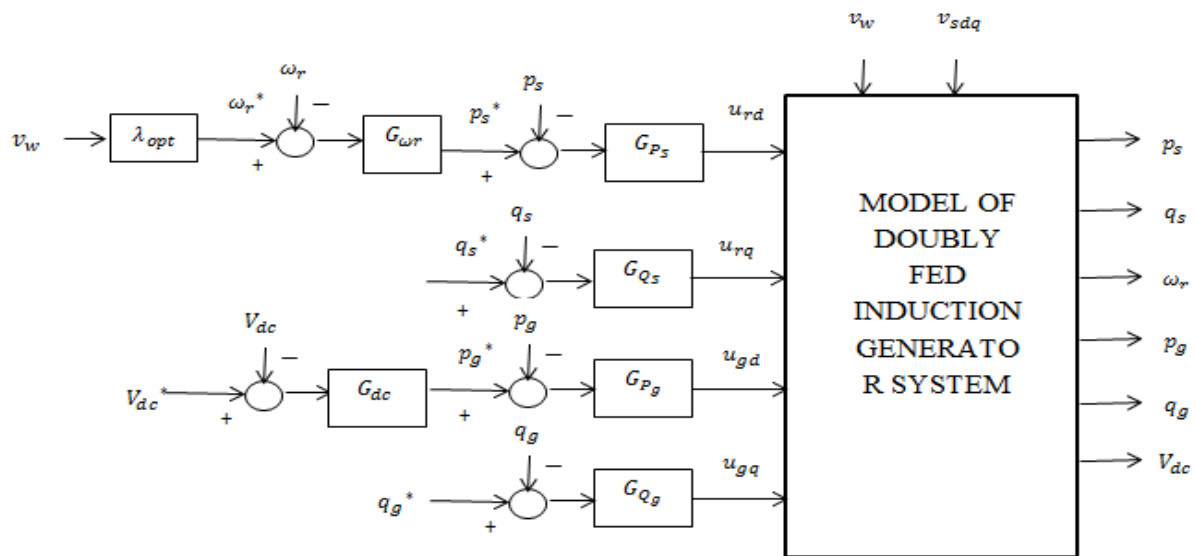 v_w v_sdq
ω_r p_s
ω_r* − p_s* − u_rd
v_w λ_opt G_ωr G_Ps p_s
+ +
q_s MODEL OF
q_s* − u_rq DOUBLY q_s
G_Qs FED
+ INDUCTION ω_r
V_dc p_g GENERATO
− p_g* − u_gd R SYSTEM p_g
V_dc* G_dc G_Pg
+ +
q_g q_g
− u_gq
q_g* G_Qg V_dc
+